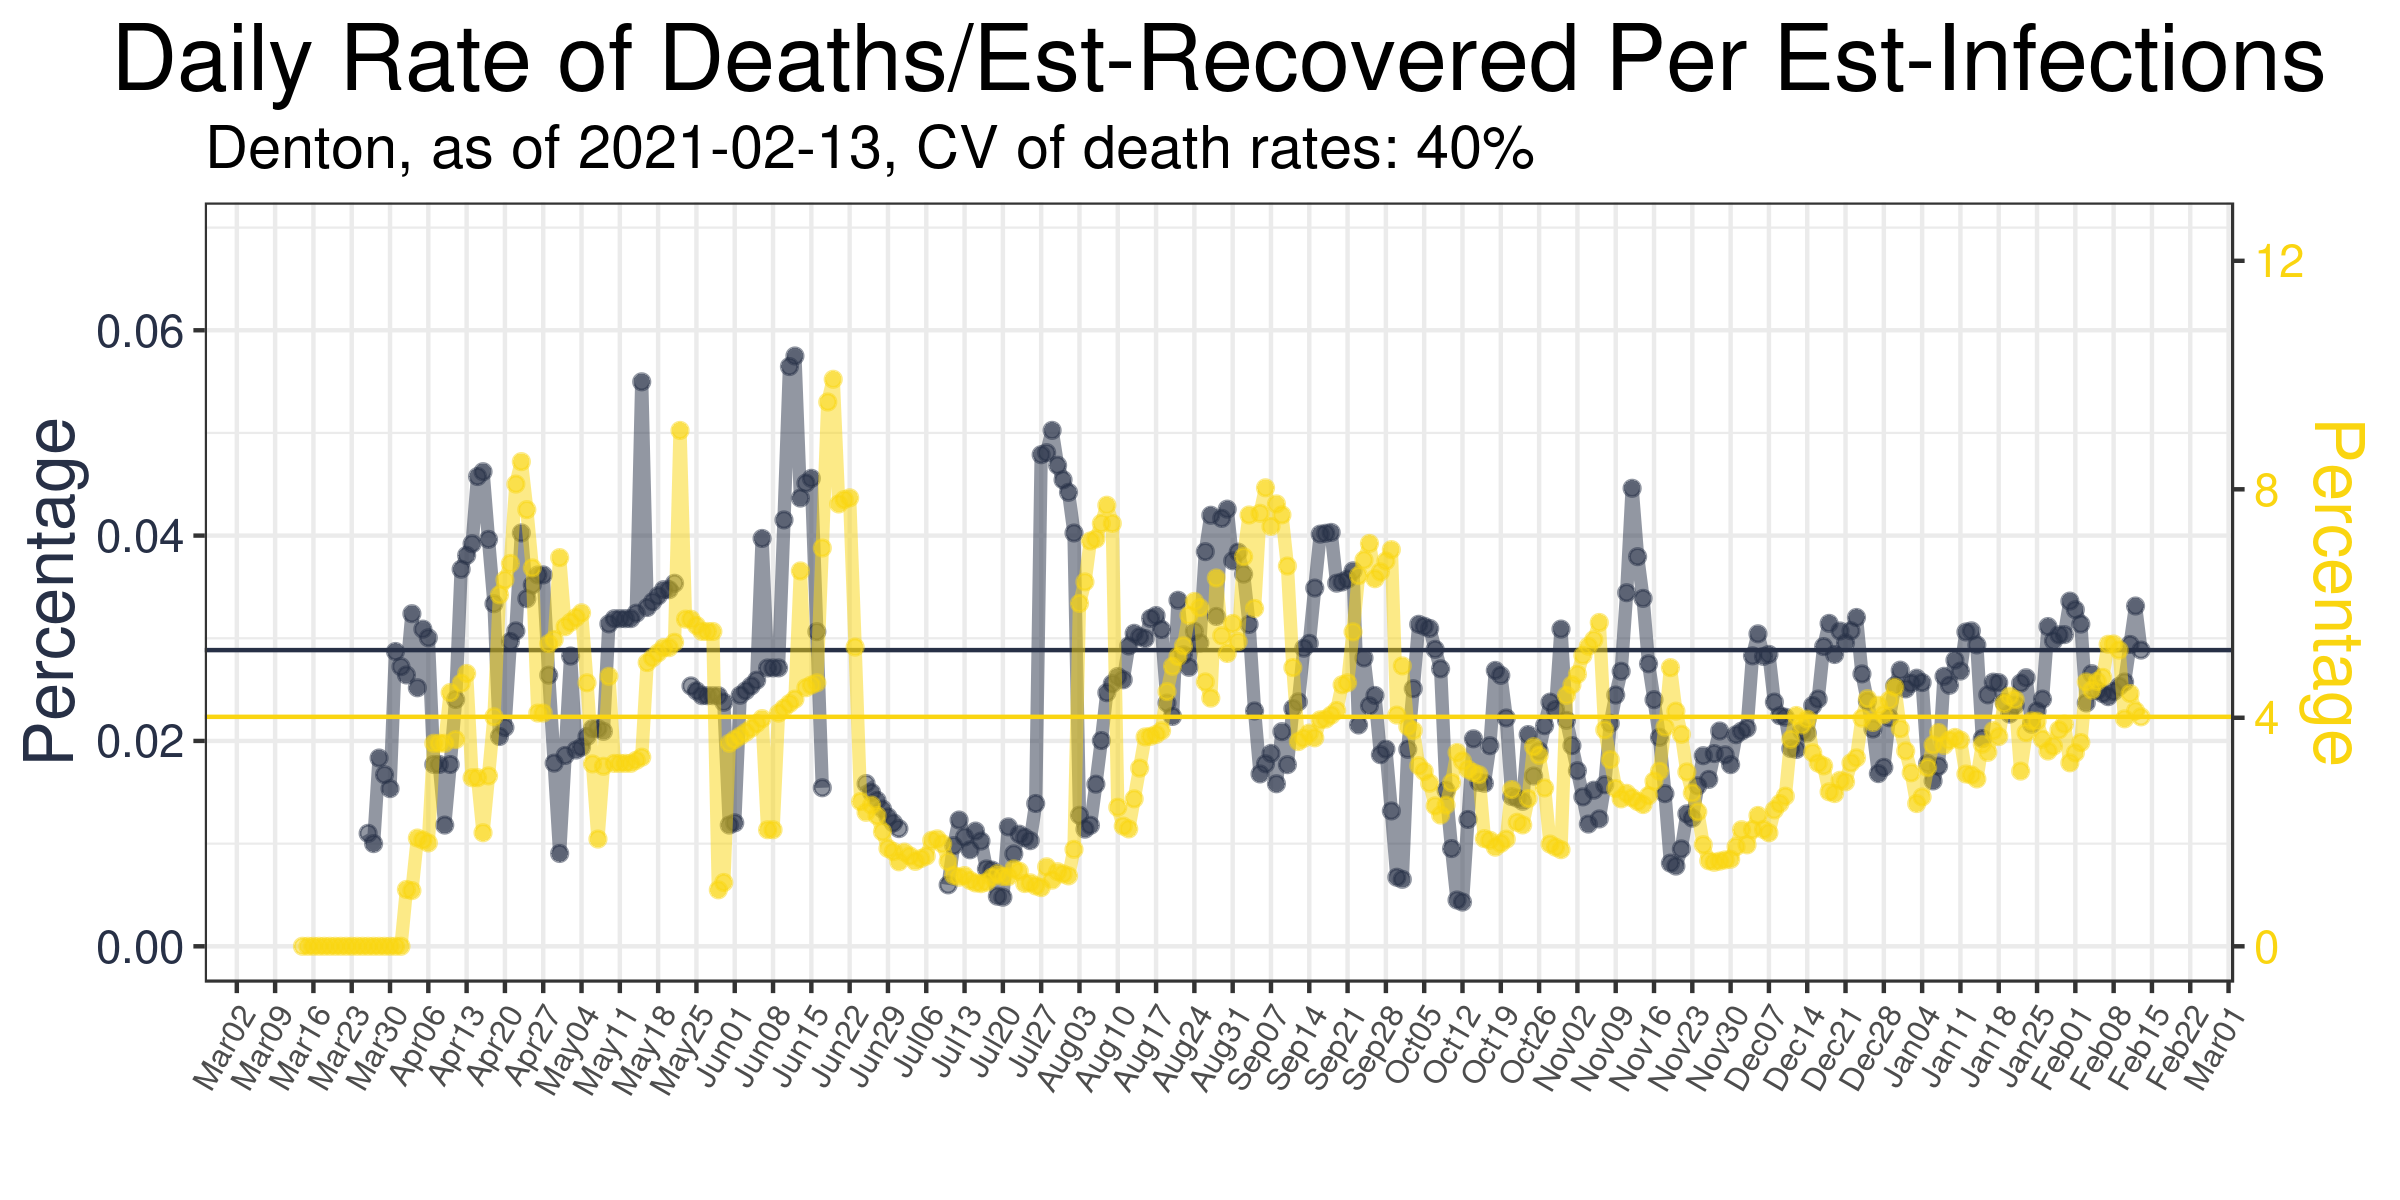 Daily Rate of Deaths/Est-Recovered Per Est-Infections
Denton, as of 2021-02-13, CV of death rates: 40%
Percentage
0.06
0.04
0.02
0.00
12
8
4
0
Percentage
Mar02
Mar09
Mar16
Mar23
Mar30
Apr06
Apr13
Apr20
Apr27
May04
May11
May18
May25
Jun01
Jun08
Jun15
Jun22
Jun29
Jul06
Jul13
Jul20
Jul27
Aug03
Aug10
Aug17
Aug24
Aug31
Sep07
Sep14
Sep21
Sep28
Oct05
Oct12
Oct19
Oct26
Nov02
Nov09
Nov16
Nov23
Nov30
Dec07
Dec14
Dec21
Dec28
Jan04
Jan11
Jan18
Jan25
Feb01
Feb08
Feb15
Feb22
Mar01